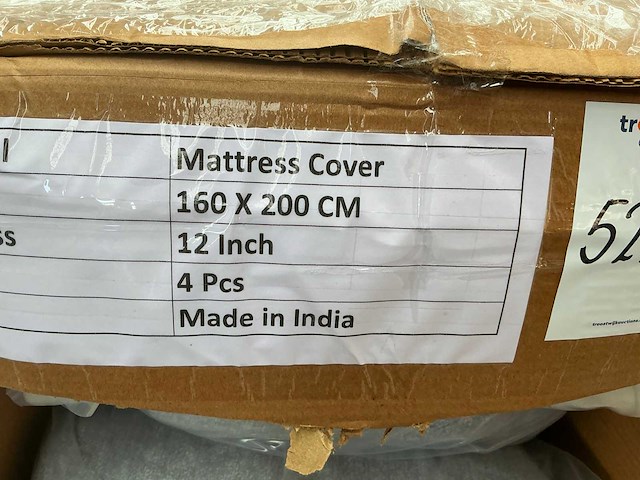 Mattress Cover
160 X 200 CM
12 Inch
4 Pcs
Made in India